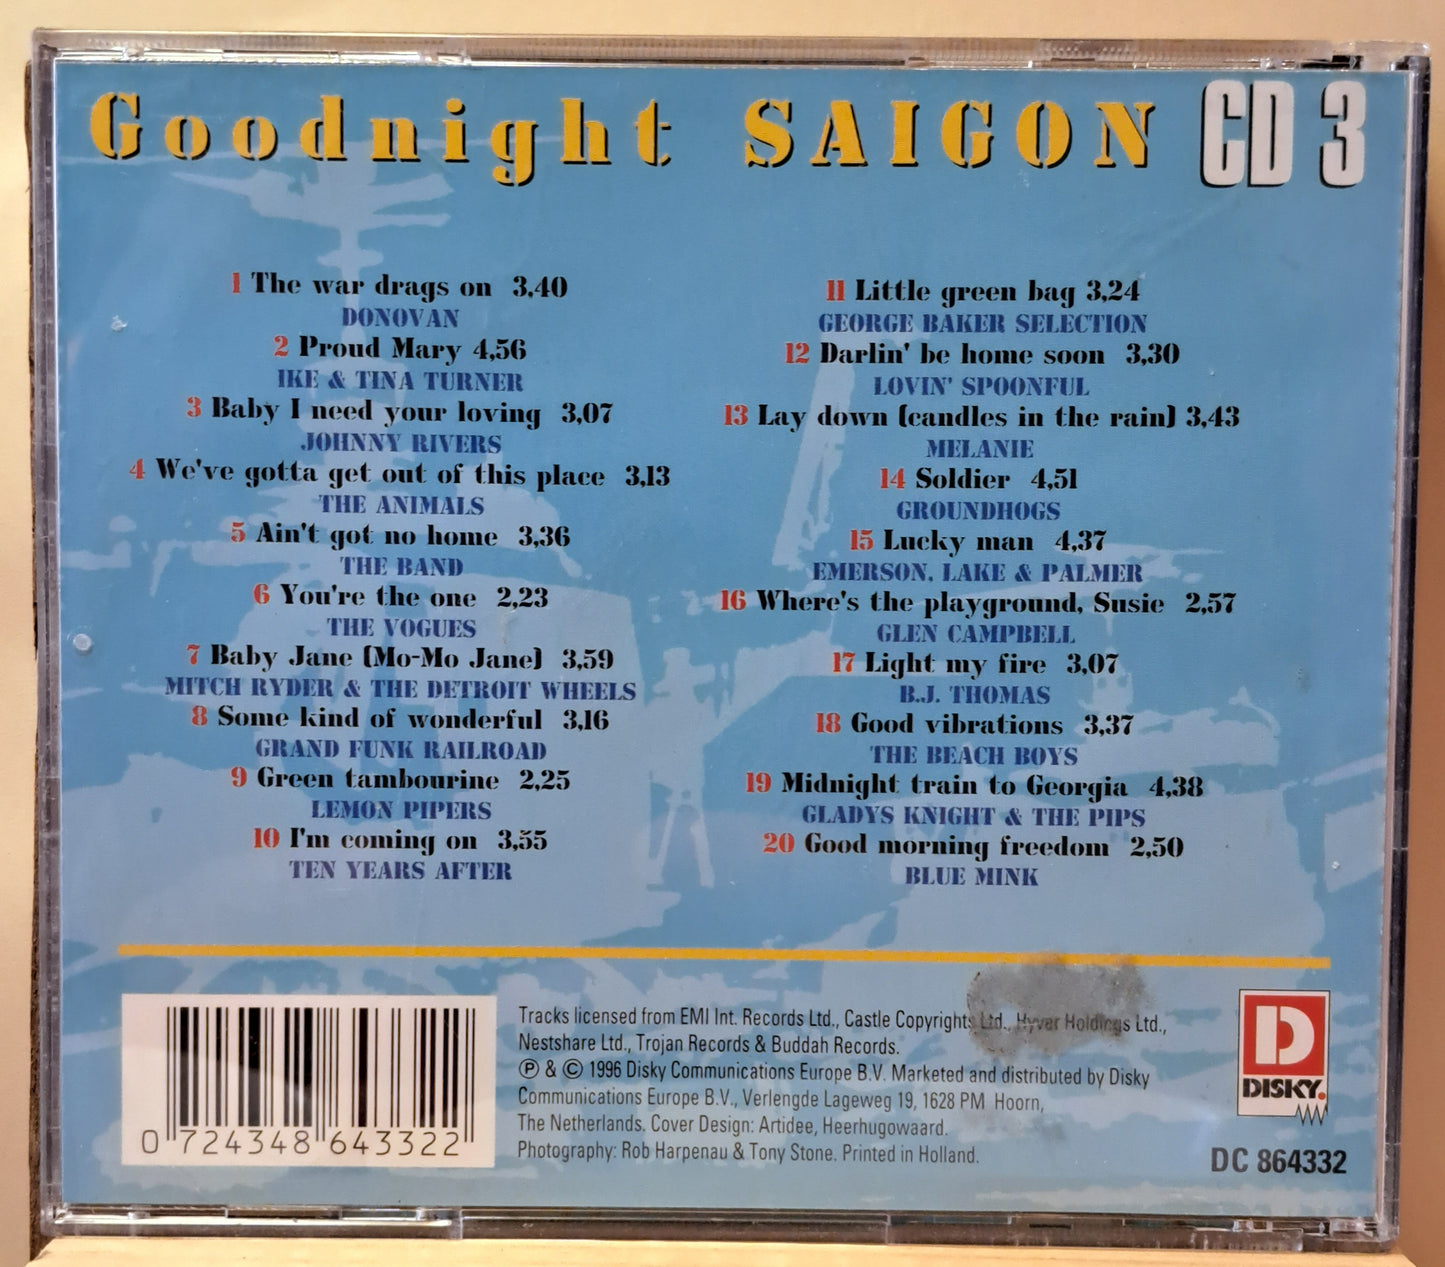 Goodnight SAIGON CD 3
1 The war drags on 3,40
DONOVAN
2 Proud Mary 4,56
IKE & TINA TURNER
3 Baby I need your loving 3,07
JOHNNY RIVERS
4 We've gotta get out of this place 3,13
THE ANIMALS
5 Ain't got no home 3,36
THE BAND
6 You're the one 2,23
THE VOGUES
7 Baby Jane (Mo-Mo Jane) 3,59
MITCH RYDER & THE DETROIT WHEELS
8 Some kind of wonderful 3,16
GRAND FUNK RAILROAD
9 Green tambourine 2,25
LEMON PIPERS
10 I'm coming on 3,55
TEN YEARS AFTER
11 Little green bag 3,24
GEORGE BAKER SELECTION
12 Darlin' be home soon 3,30
LOVIN' SPOONFUL
13 Lay down (candles in the rain) 3,43
MELANIE
14 Soldier 4,51
GROUNDHOGS
15 Lucky man 4,37
EMERSON, LAKE & PALMER
16 Where's the playground, Susie 2,57
GLEN CAMPBELL
17 Light my fire 3,07
B.J. THOMAS
18 Good vibrations 3,37
THE BEACH BOYS
19 Midnight train to Georgia 4,38
GLADYS KNIGHT & THE PIPS
20 Good morning freedom 2,50
BLUE MINK
0 724348 643322
Tracks licensed from EMI Int. Records Ltd., Castle Copyrights Ltd., Hyver Holdings Ltd.,
Nestshare Ltd., Trojan Records & Buddah Records.
Ⓟ & © 1996 Disky Communications Europe B.V. Marketed and distributed by Disky
Communications Europe B.V., Verlengde Lageweg 19, 1628 PM Hoorn,
The Netherlands. Cover Design: Artidee, Heerhugowaard.
Photography: Rob Harpenau & Tony Stone. Printed in Holland.
D
DISKY.
DC 864332